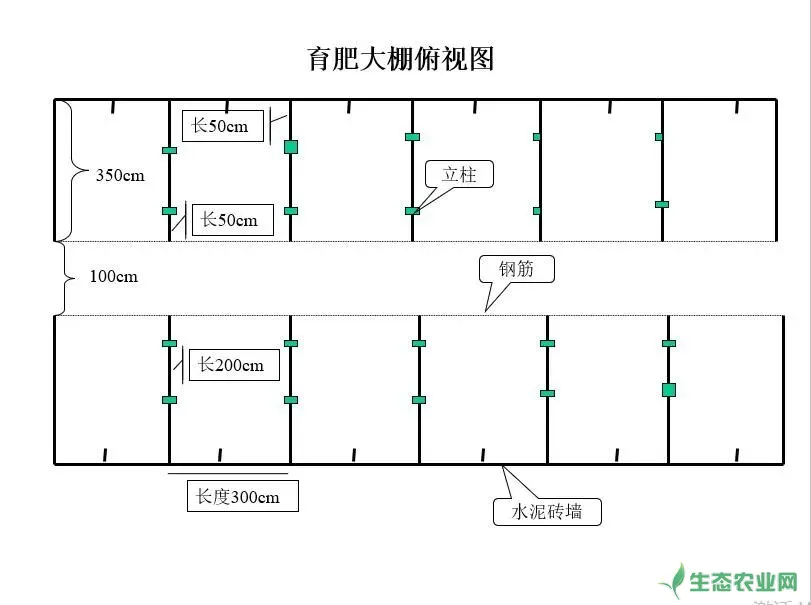 育肥大棚俯视图
长50cm
350cm
立柱
长50cm
100cm
钢筋
长200cm
长度300cm
水泥砖墙
生态农业网